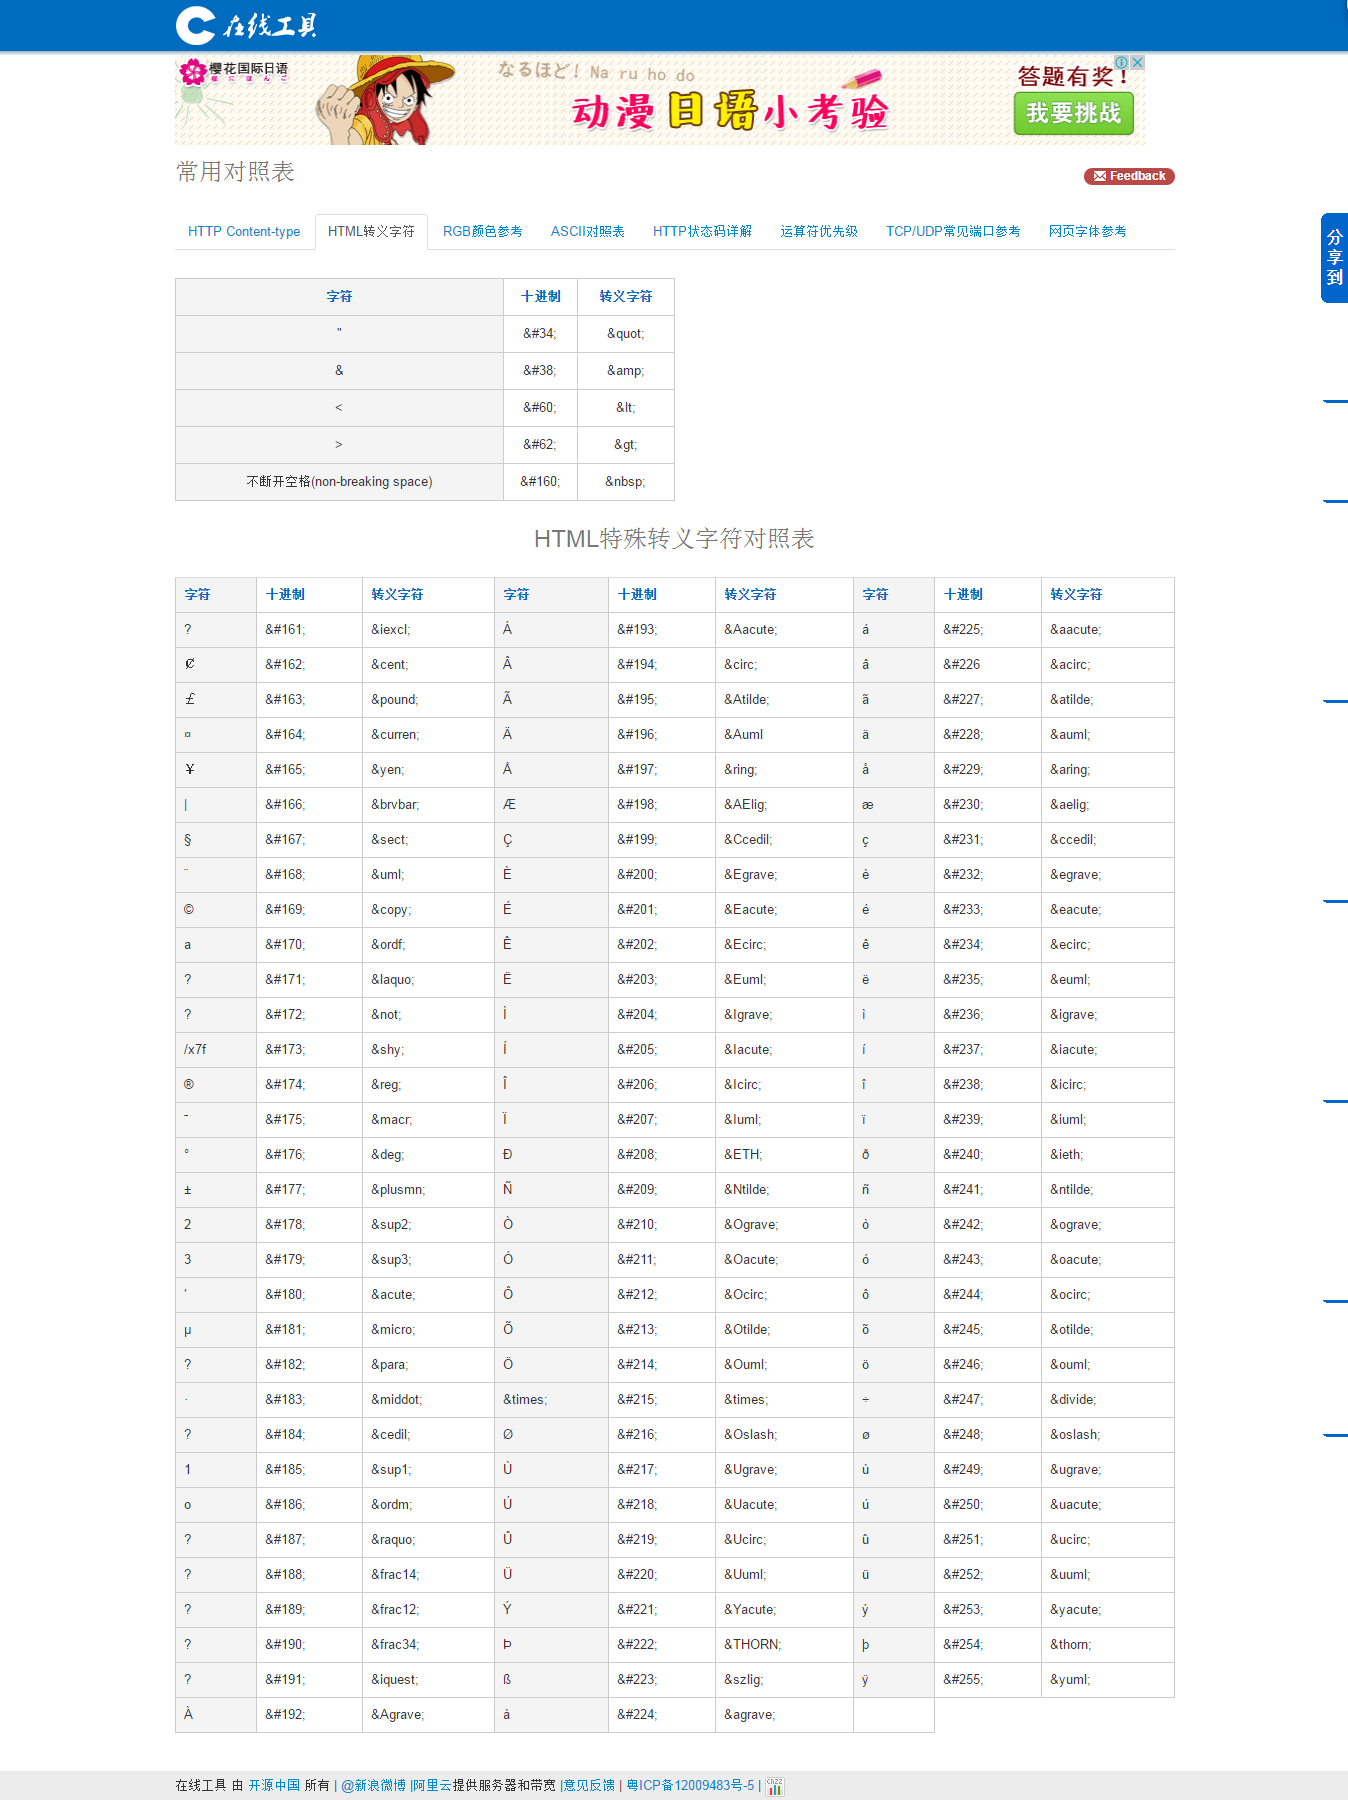 在线工具
樱花国际日语
なるほど! Na ru ho do
动漫日语小考验
答题有奖!
我要挑战
常用对照表
Feedback
HTTP Content-type HTML转义字符 RGB颜色参考 ASCII对照表 HTTP状态码详解 运算符优先级 TCP/UDP常见端口参考 网页字体参考
分享到
字符 十进制 转义字符
" &#34; &quot;
& &#38; &amp;
< &#60; &lt;
> &#62; &gt;
不断开空格(non-breaking space) &#160; &nbsp;
HTML特殊转义字符对照表
字符 十进制 转义字符 字符 十进制 转义字符 字符 十进制 转义字符
? &#161; &iexcl; Á &#193; &Aacute; á &#225; &aacute;
₡ &#162; &cent; Â &#194; &circ; â &#226 &acirc;
£ &#163; &pound; Ã &#195; &Atilde; ã &#227; &atilde;
¤ &#164; &curren; Ä &#196; &Auml ä &#228; &auml;
¥ &#165; &yen; Å &#197; &ring; å &#229; &aring;
| &#166; &brvbar; Æ &#198; &AElig; æ &#230; &aelig;
§ &#167; &sect; Ç &#199; &Ccedil; ç &#231; &ccedil;
¨ &#168; &uml; È &#200; &Egrave; è &#232; &egrave;
© &#169; &copy; É &#201; &Eacute; é &#233; &eacute;
a &#170; &ordf; Ê &#202; &Ecirc; ê &#234; &ecirc;
? &#171; &laquo; Ë &#203; &Euml; ë &#235; &euml;
? &#172; &not; Ì &#204; &Igrave; ì &#236; &igrave;
/x7f &#173; &shy; Í &#205; &Iacute; í &#237; &iacute;
® &#174; &reg; Î &#206; &Icirc; î &#238; &icirc;
ˉ &#175; &macr; Ï &#207; &Iuml; ï &#239; &iuml;
° &#176; &deg; Ð &#208; &ETH; ð &#240; &ieth;
± &#177; &plusmn; Ñ &#209; &Ntilde; ñ &#241; &ntilde;
2 &#178; &sup2; Ò &#210; &Ograve; ò &#242; &ograve;
3 &#179; &sup3; Ó &#211; &Oacute; ó &#243; &oacute;
′ &#180; &acute; Ô &#212; &Ocirc; ô &#244; &ocirc;
μ &#181; &micro; Õ &#213; &Otilde; õ &#245; &otilde;
? &#182; &para; Ö &#214; &Ouml; ö &#246; &ouml;
· &#183; &middot; &times; &#215; &times; ÷ &#247; &divide;
? &#184; &cedil; Ø &#216; &Oslash; ø &#248; &oslash;
1 &#185; &sup1; Ù &#217; &Ugrave; ù &#249; &ugrave;
o &#186; &ordm; Ú &#218; &Uacute; ú &#250; &uacute;
? &#187; &raquo; Û &#219; &Ucirc; û &#251; &ucirc;
? &#188; &frac14; Ü &#220; &Uuml; ü &#252; &uuml;
? &#189; &frac12; Ý &#221; &Yacute; ý &#253; &yacute;
? &#190; &frac34; Þ &#222; &THORN; þ &#254; &thorn;
? &#191; &iquest; ß &#223; &szlig; ÿ &#255; &yuml;
À &#192; &Agrave; à &#224; &agrave;
在线工具 由 开源中国 所有 | @新浪微博 |阿里云提供服务器和带宽 |意见反馈 | 粤ICP备12009483号-5 |